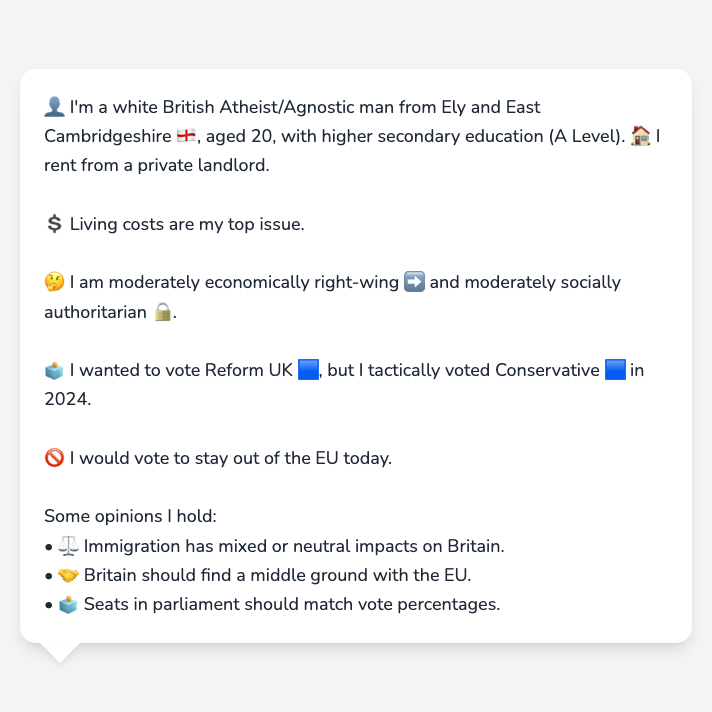 👤 I'm a white British Atheist/Agnostic man from Ely and East
Cambridgeshire 🏴󠁧󠁢󠁥󠁮󠁧󠁿, aged 20, with higher secondary education (A Level). 🏠 I
rent from a private landlord.
💲 Living costs are my top issue.
🤔 I am moderately economically right-wing ➡️ and moderately socially
authoritarian 🔒.
🗳️ I wanted to vote Reform UK 🟦, but I tactically voted Conservative 🟦 in
2024.
🚫 I would vote to stay out of the EU today.
Some opinions I hold:
• ⚖️ Immigration has mixed or neutral impacts on Britain.
• 🤝 Britain should find a middle ground with the EU.
• 🗳️ Seats in parliament should match vote percentages.